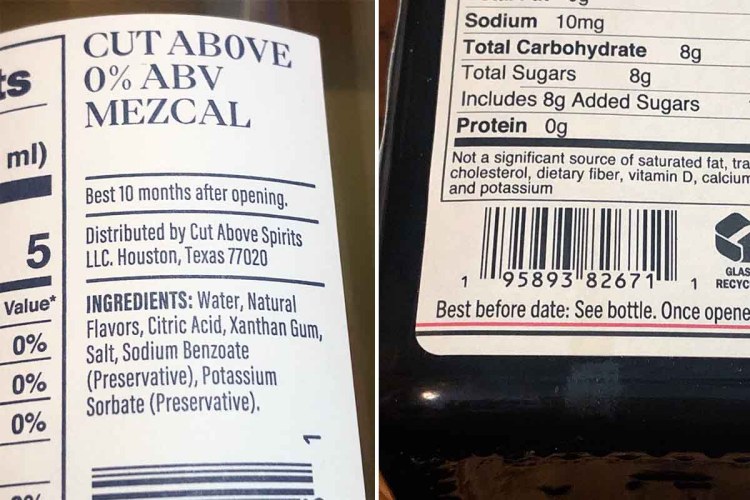 ts
ml)
5
Value*
0%
0%
0%
CUT ABOVE
0% ABV
MEZCAL
Best 10 months after opening.
Distributed by Cut Above Spirits
LLC. Houston, Texas 77020
INGREDIENTS: Water, Natural
Flavors, Citric Acid, Xanthan Gum,
Salt, Sodium Benzoate
(Preservative), Potassium
Sorbate (Preservative).
1
Sodium 10mg
Total Carbohydrate 8g
Total Sugars 8g
Includes 8g Added Sugars
Protein 0g
Not a significant source of saturated fat, tra
cholesterol, dietary fiber, vitamin D, calcium
and potassium
1 95893 82671 1
GLAS
RECYC
Best before date: See bottle. Once opene